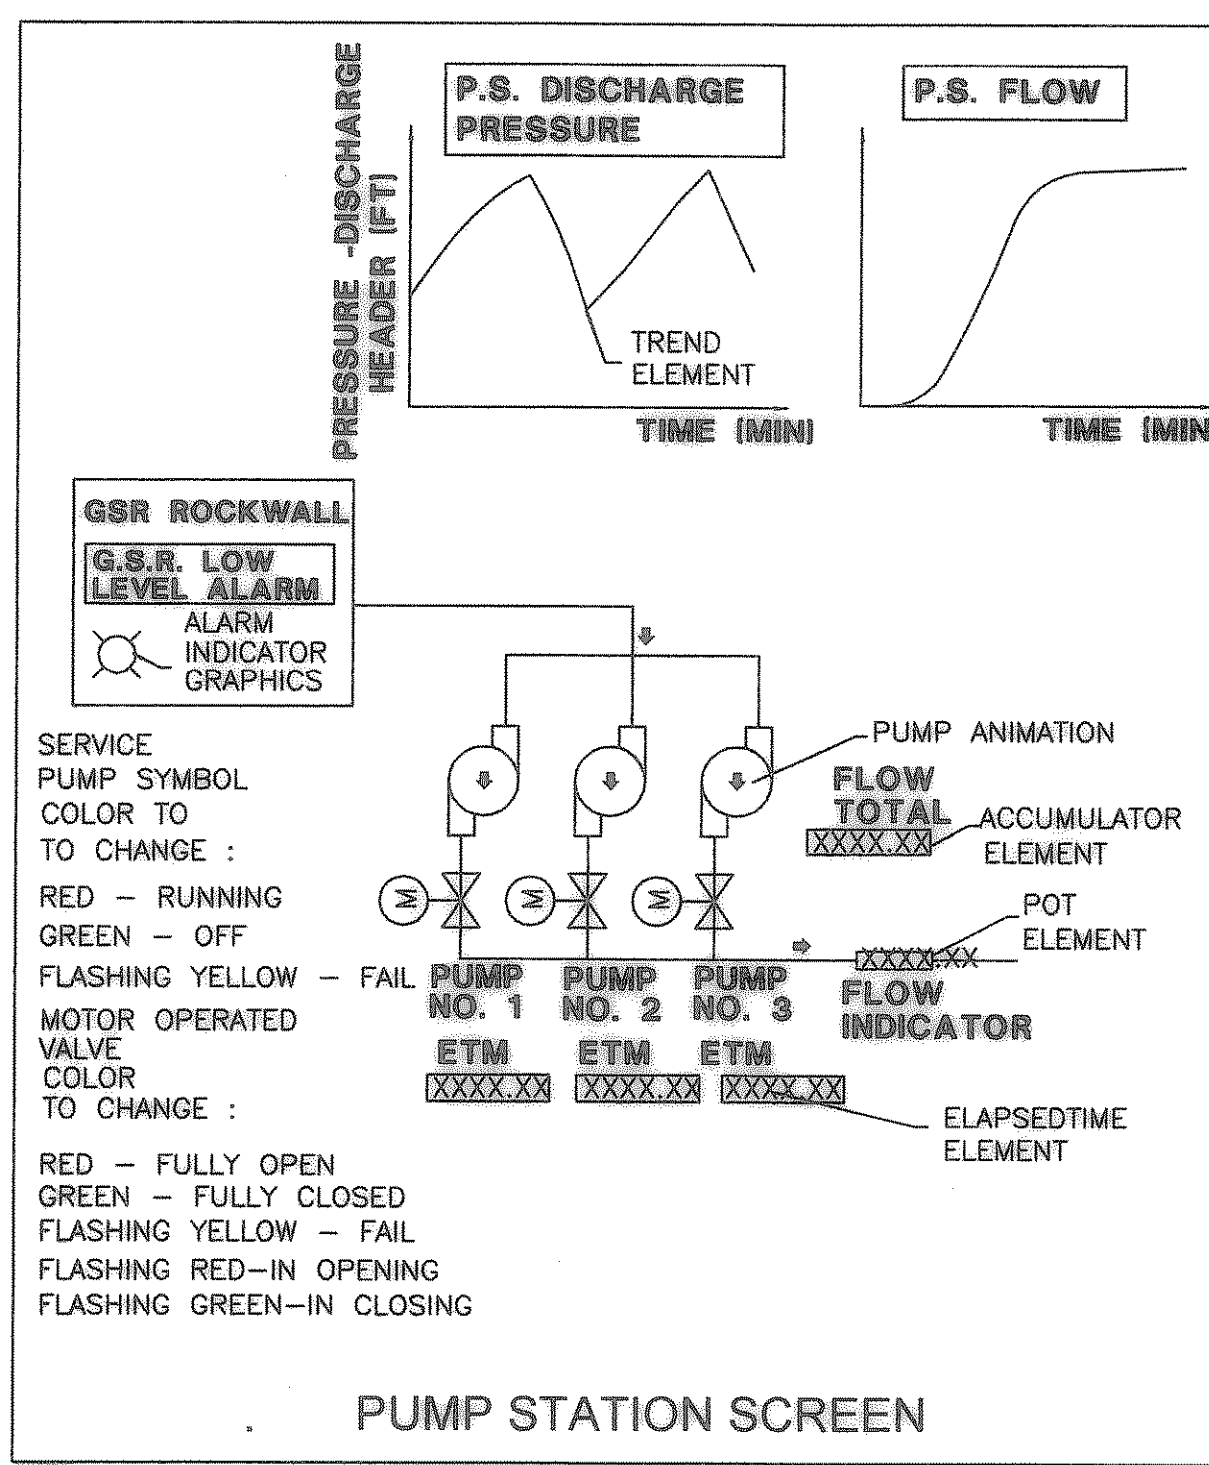 PRESSURE -DISCHARGE
HEADER (FT)
P.S. DISCHARGE
PRESSURE
TREND
ELEMENT
TIME (MIN)
P.S. FLOW
TIME (MIN
GSR ROCKWALL
G.S.R. LOW
LEVEL ALARM
ALARM
INDICATOR
GRAPHICS
SERVICE
PUMP SYMBOL
COLOR TO
TO CHANGE :
RED – RUNNING
GREEN – OFF
FLASHING YELLOW – FAIL
MOTOR OPERATED
VALVE
COLOR
TO CHANGE :
RED – FULLY OPEN
GREEN – FULLY CLOSED
FLASHING YELLOW – FAIL
FLASHING RED–IN OPENING
FLASHING GREEN–IN CLOSING
PUMP ANIMATION
FLOW
TOTAL
XXXX.XX
ACCUMULATOR
ELEMENT
M
M
M
POT
ELEMENT
XXXX.XX
FLOW
INDICATOR
PUMP
NO. 1
PUMP
NO. 2
PUMP
NO. 3
ETM
ETM
ETM
XXXX.XX
XXXX.XX
XXXX.XX
ELAPSEDTIME
ELEMENT
PUMP STATION SCREEN